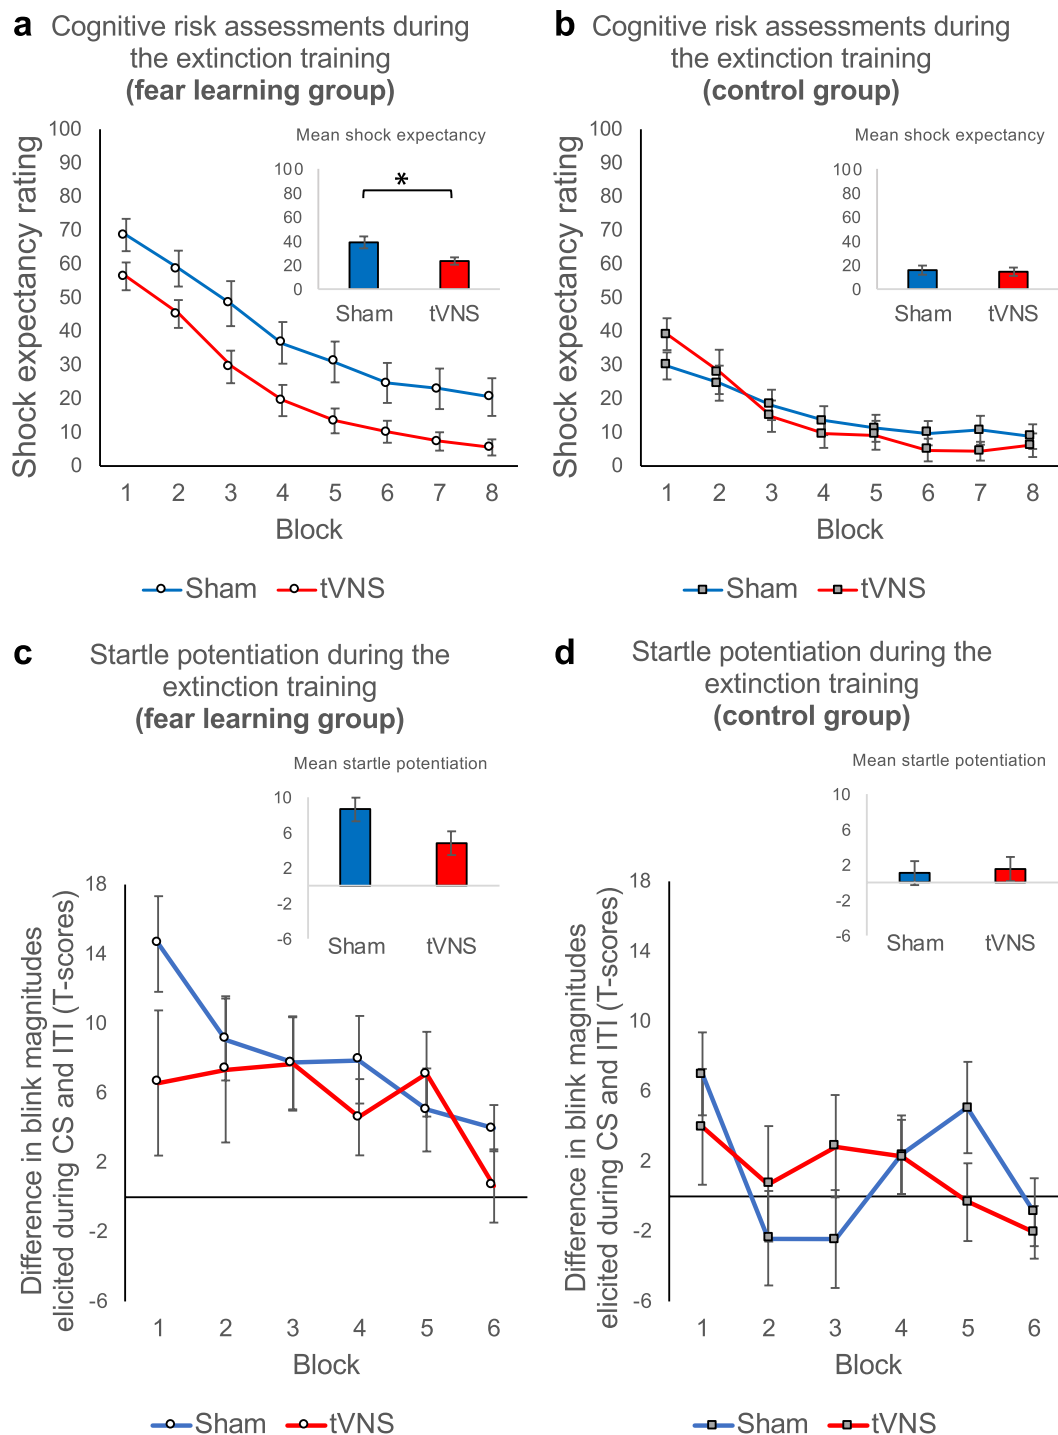 a Cognitive risk assessments during
the extinction training
(fear learning group)
Mean shock expectancy
100
80
60
40
20
0
*
Sham tVNS
Shock expectancy rating
100
90
80
70
60
50
40
30
20
10
0
1 2 3 4 5 6 7 8
Block
Sham tVNS
b Cognitive risk assessments during
the extinction training
(control group)
Mean shock expectancy
100
80
60
40
20
0
Sham tVNS
Shock expectancy rating
100
90
80
70
60
50
40
30
20
10
0
1 2 3 4 5 6 7 8
Block
Sham tVNS
c Startle potentiation during the
extinction training
(fear learning group)
Mean startle potentiation
10
6
2
-2
-6
Sham tVNS
Difference in blink magnitudes
elicited during CS and ITI (T-scores)
18
14
10
6
2
-2
-6
1 2 3 4 5 6
Block
Sham tVNS
d Startle potentiation during the
extinction training
(control group)
Mean startle potentiation
10
6
2
-2
-6
Sham tVNS
Difference in blink magnitudes
elicited during CS and ITI (T-scores)
18
14
10
6
2
-2
-6
1 2 3 4 5 6
Block
Sham tVNS